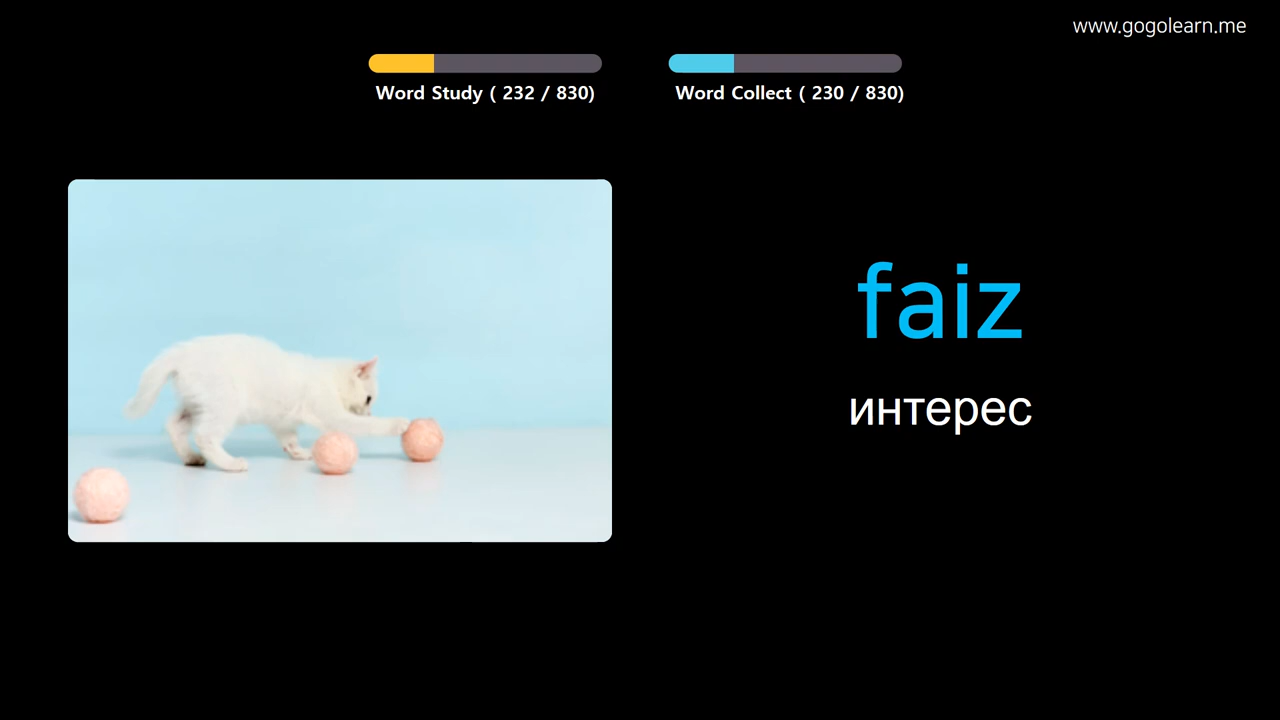 www.gogolearn.me
Word Study ( 232 / 830)
Word Collect ( 230 / 830)
faiz
интерес